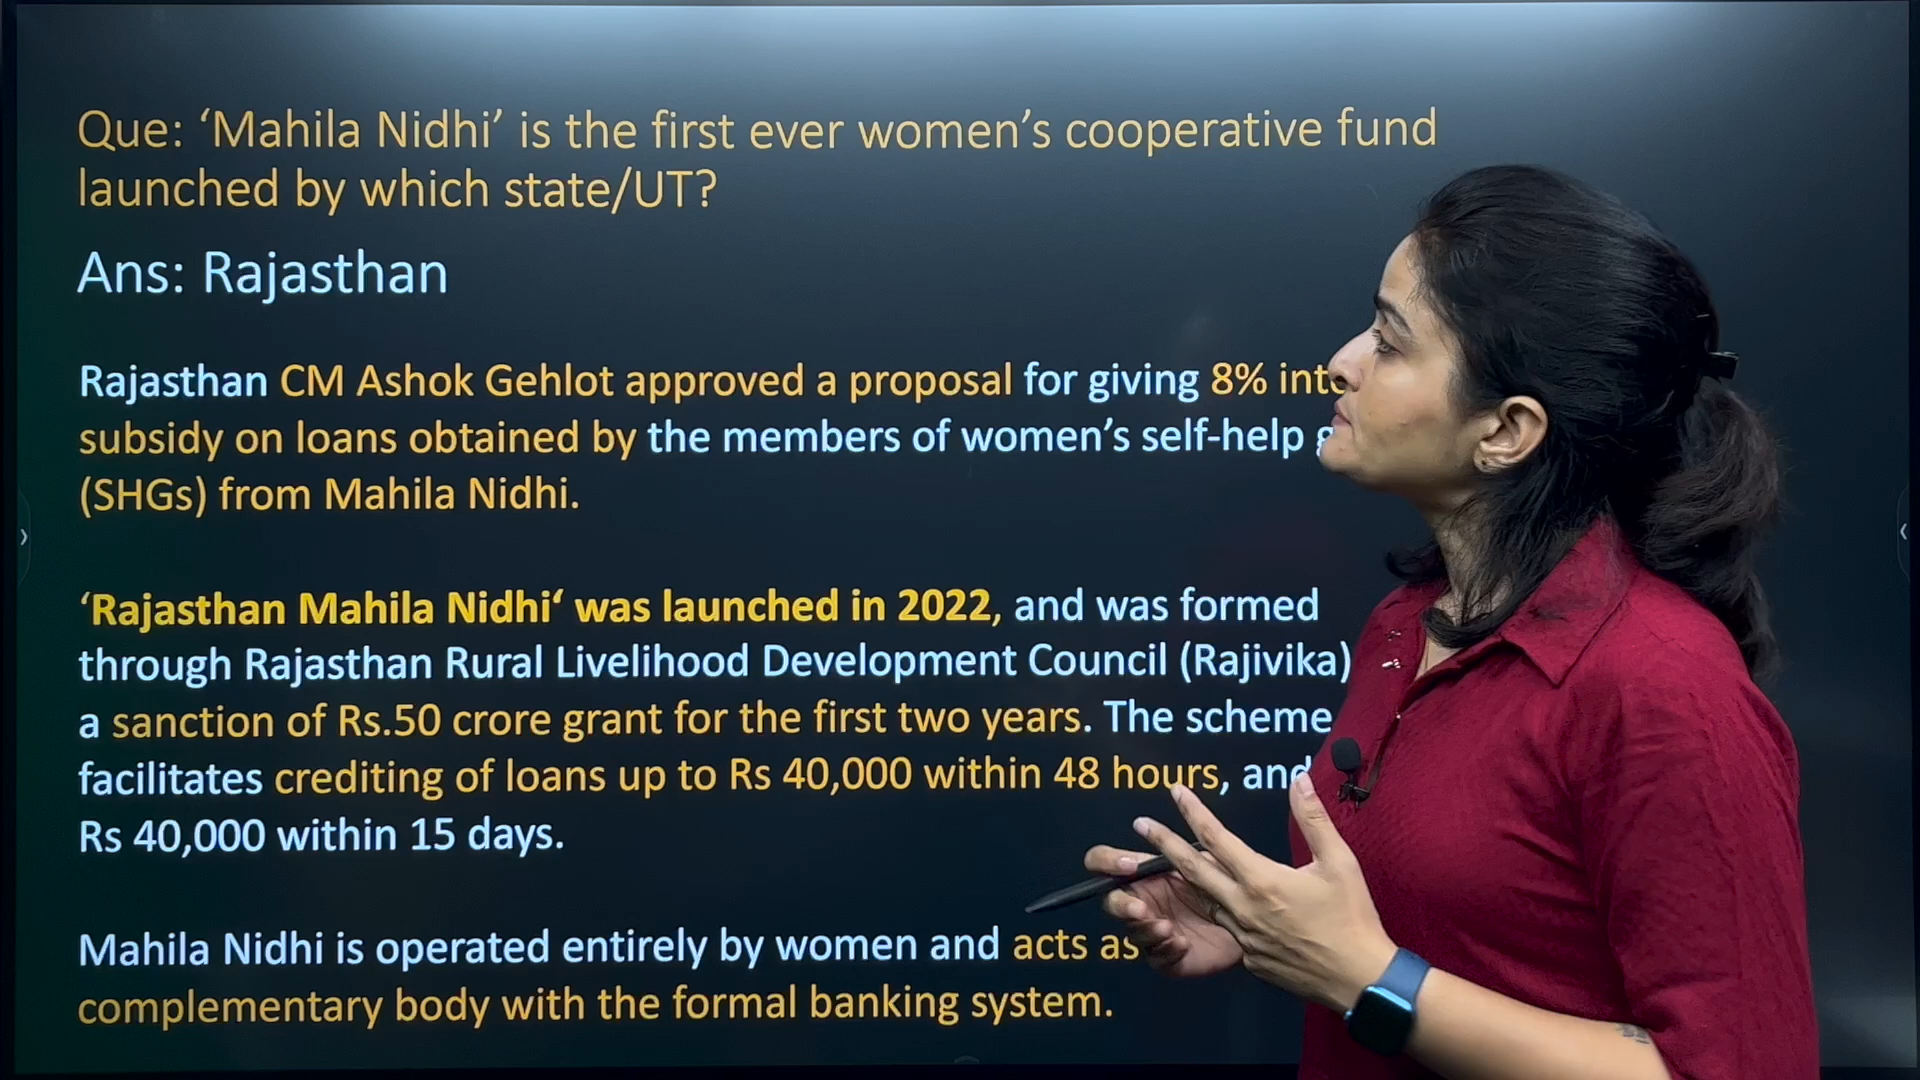 Que: ‘Mahila Nidhi’ is the first ever women’s cooperative fund
launched by which state/UT?
Ans: Rajasthan
Rajasthan CM Ashok Gehlot approved a proposal for giving 8%
subsidy on loans obtained by the members of women’s self-help
(SHGs) from Mahila Nidhi.
‘Rajasthan Mahila Nidhi‘ was launched in 2022, and was formed
through Rajasthan Rural Livelihood Development Council (Rajivika)
a sanction of Rs.50 crore grant for the first two years. The scheme
facilitates crediting of loans up to Rs 40,000 within 48 hours, and
Rs 40,000 within 15 days.
Mahila Nidhi is operated entirely by women and acts as
complementary body with the formal banking system.